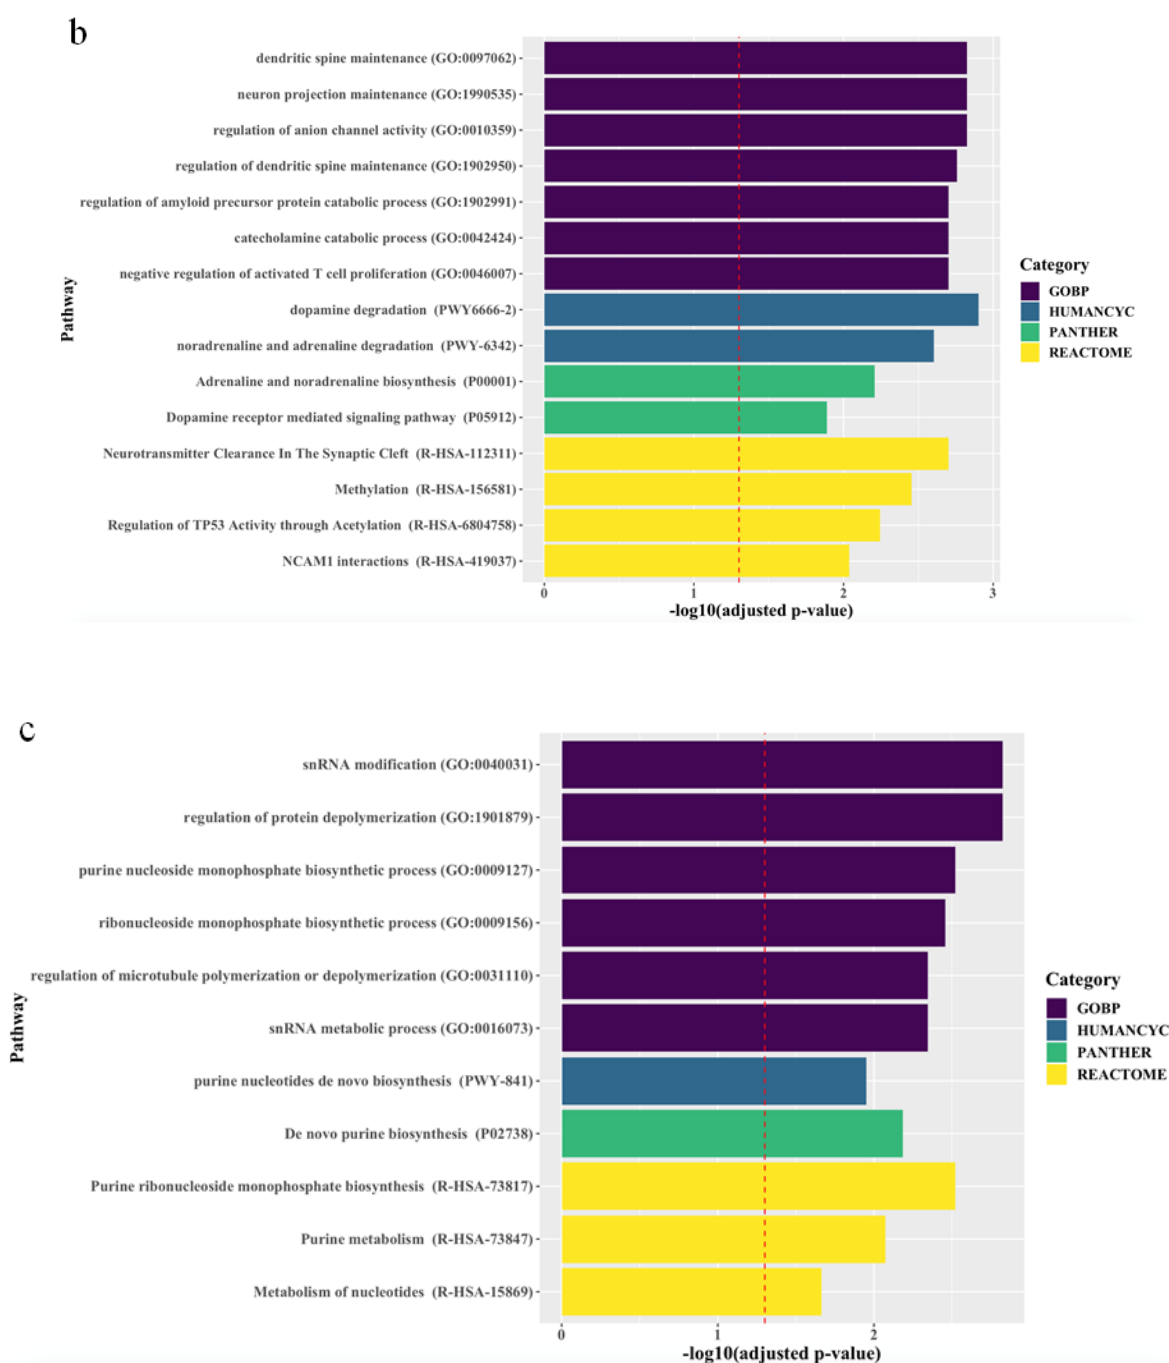 b
dendritic spine maintenance (GO:0097062)
neuron projection maintenance (GO:1990535)
regulation of anion channel activity (GO:0010359)
regulation of dendritic spine maintenance (GO:1902950)
regulation of amyloid precursor protein catabolic process (GO:1902991)
catecholamine catabolic process (GO:0042424)
negative regulation of activated T cell proliferation (GO:0046007)
dopamine degradation (PWY6666-2)
noradrenaline and adrenaline degradation (PWY-6342)
Adrenaline and noradrenaline biosynthesis (P00001)
Dopamine receptor mediated signaling pathway (P05912)
Neurotransmitter Clearance In The Synaptic Cleft (R-HSA-112311)
Methylation (R-HSA-156581)
Regulation of TP53 Activity through Acetylation (R-HSA-6804758)
NCAM1 interactions (R-HSA-419037)
Pathway
0 1 2 3
-log10(adjusted p-value)
Category
GOBP
HUMANCYC
PANTHER
REACTOME
c
snRNA modification (GO:0040031)
regulation of protein depolymerization (GO:1901879)
purine nucleoside monophosphate biosynthetic process (GO:0009127)
ribonucleoside monophosphate biosynthetic process (GO:0009156)
regulation of microtubule polymerization or depolymerization (GO:0031110)
snRNA metabolic process (GO:0016073)
purine nucleotides de novo biosynthesis (PWY-841)
De novo purine biosynthesis (P02738)
Purine ribonucleoside monophosphate biosynthesis (R-HSA-73817)
Purine metabolism (R-HSA-73847)
Metabolism of nucleotides (R-HSA-15869)
Pathway
0 1 2
-log10(adjusted p-value)
Category
GOBP
HUMANCYC
PANTHER
REACTOME